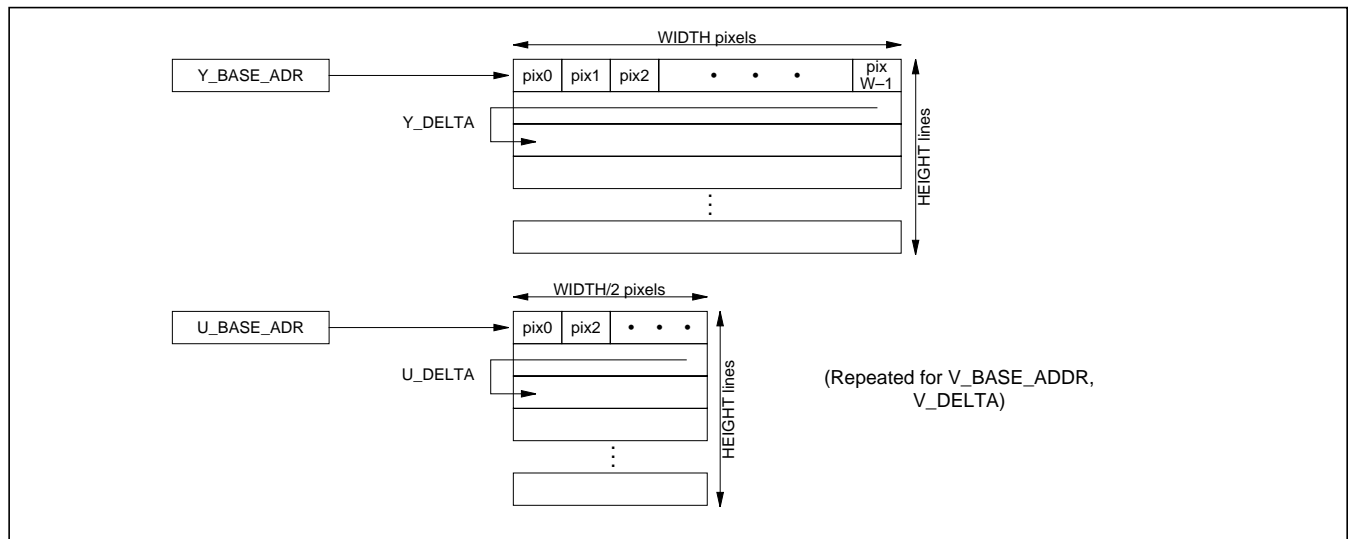 WIDTH pixels
Y_BASE_ADR
pix0 pix1 pix2 • • • pix
W–1
Y_DELTA
HEIGHT lines
WIDTH/2 pixels
U_BASE_ADR
pix0 pix2 • • •
U_DELTA
HEIGHT lines
(Repeated for V_BASE_ADDR,
V_DELTA)